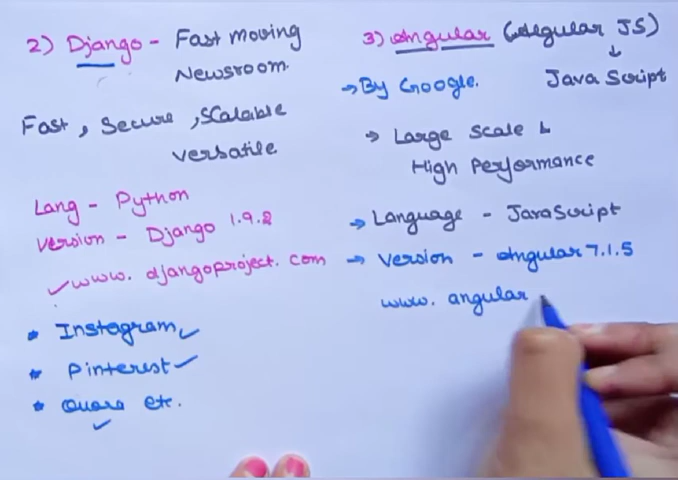 2) Django - Fast moving
Newsroom.
Fast, Secure, Scalable
Versatile
Lang - Python
Version - Django 1.9.2
www. djangoproject. com
* Instagram
* Pinterest
* Quora etc.
3) Angular (Angular JS)
↓
Java Script
→ By Google.
→ Large Scale &
High Performance
→ Language - JavaScript
→ Version - Angular 7.1.5
www. angular